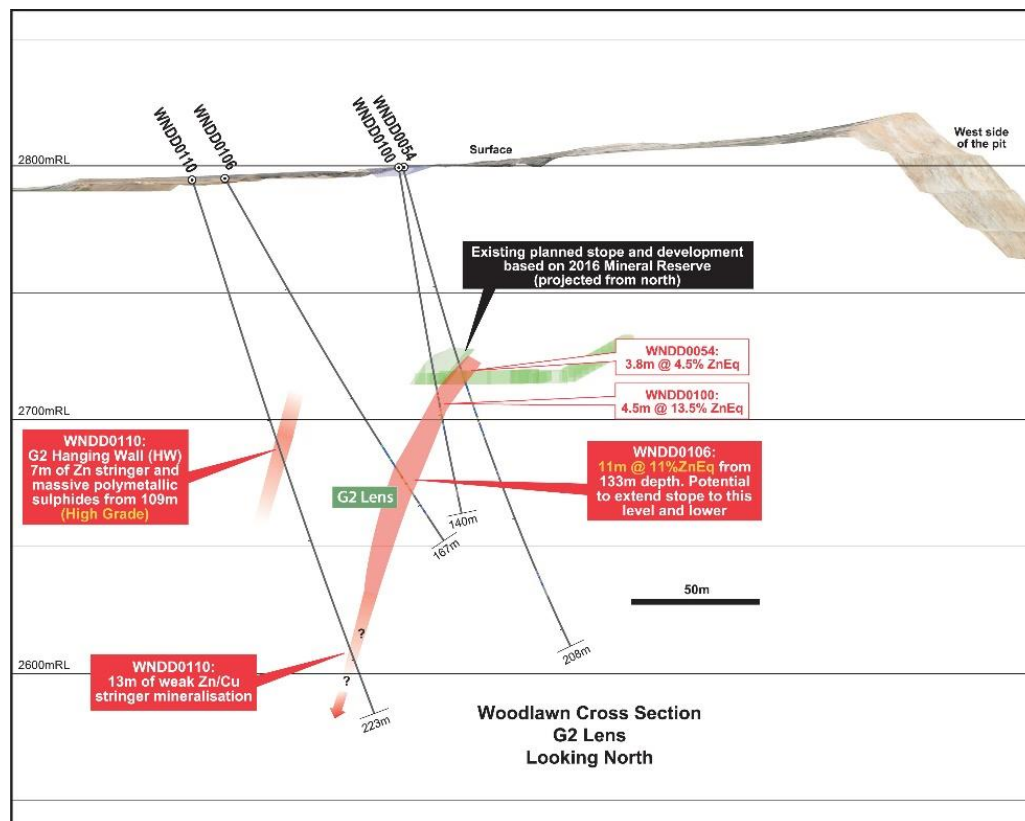 WNDD0110
WNDD0106
WNDD0100
WNDD0054
Surface
West side
of the pit
2800mRL
Existing planned stope and development
based on 2016 Mineral Reserve
(projected from north)
WNDD0054:
3.8m @ 4.5% ZnEq
WNDD0100:
4.5m @ 13.5% ZnEq
2700mRL
WNDD0110:
G2 Hanging Wall (HW)
7m of Zn stringer and
massive polymetallic
sulphides from 109m
(High Grade)
WNDD0106:
11m @ 11%ZnEq from
133m depth. Potential
to extend stope to this
level and lower
G2 Lens
140m
167m
50m
?
208m
2600mRL
WNDD0110:
13m of weak Zn/Cu
stringer mineralisation
?
223m
Woodlawn Cross Section
G2 Lens
Looking North